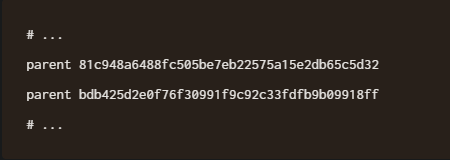 # ...
parent 81c948a6488fc505be7eb22575a15e2db65c5d32
parent bdb425d2e0f76f30991f9c92c33fdfb9b09918ff
# ...